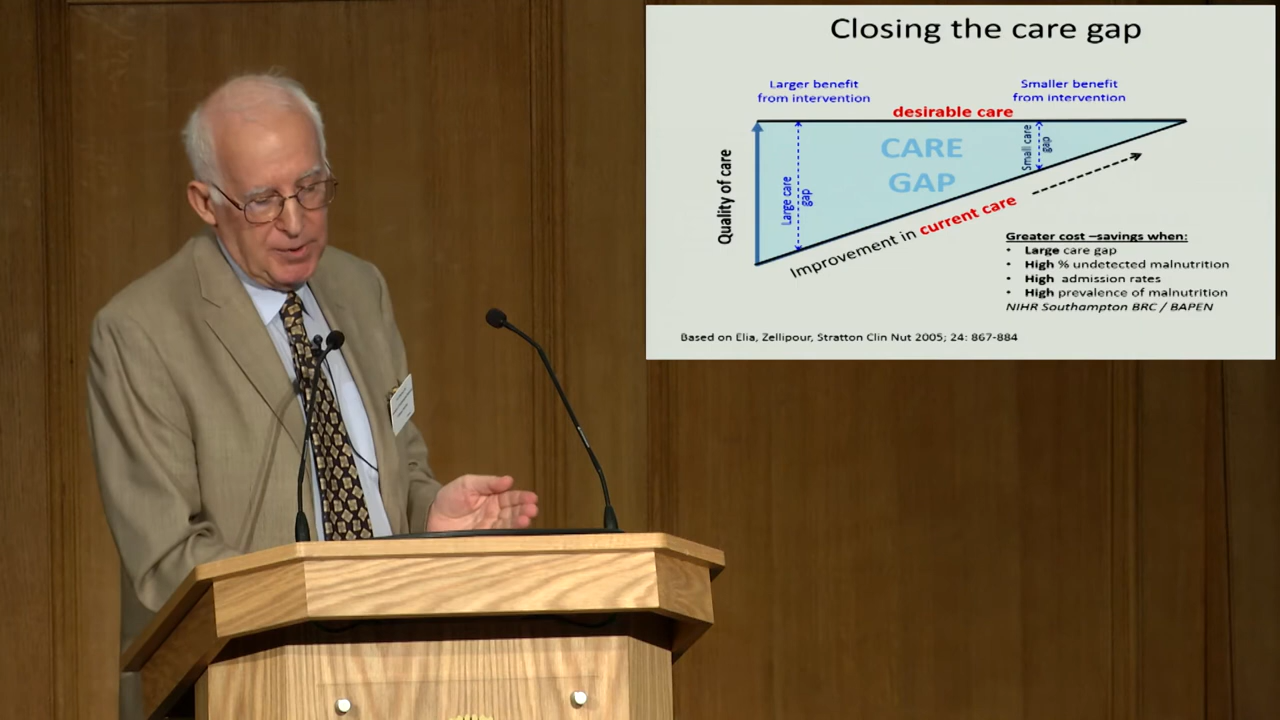 Closing the care gap
Larger benefit
from intervention
Smaller benefit
from intervention
desirable care
CARE
GAP
Quality of care
Large care
gap
Small care
gap
Improvement in current care
Greater cost –savings when:
• Large care gap
• High % undetected malnutrition
• High admission rates
• High prevalence of malnutrition
NIHR Southampton BRC / BAPEN
Based on Elia, Zellipour, Stratton Clin Nut 2005; 24: 867-884